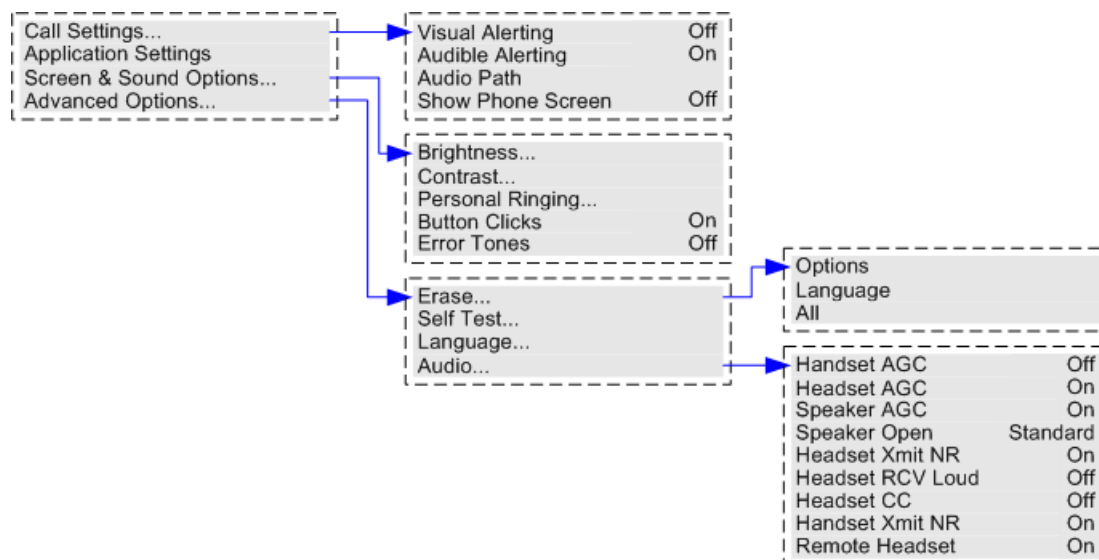 Call Settings...
Application Settings
Screen & Sound Options...
Advanced Options...
Visual Alerting Off
Audible Alerting On
Audio Path
Show Phone Screen Off
Brightness...
Contrast...
Personal Ringing...
Button Clicks On
Error Tones Off
Erase...
Self Test...
Language...
Audio...
Options
Language
All
Handset AGC Off
Headset AGC On
Speaker AGC On
Speaker Open Standard
Headset Xmit NR On
Headset RCV Loud Off
Headset CC Off
Handset Xmit NR On
Remote Headset On